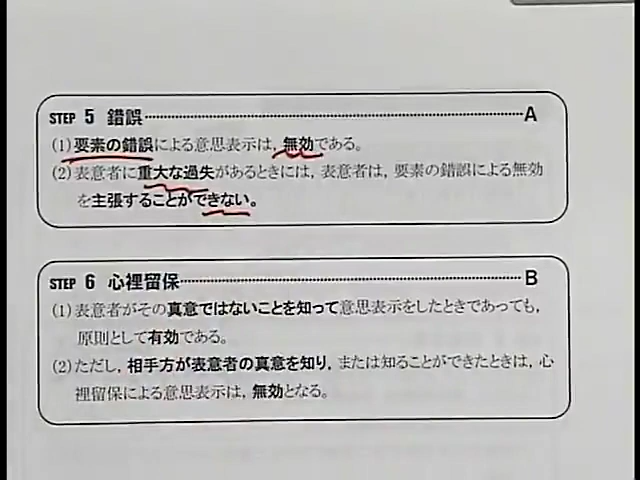 STEP 5 錯誤 A
(1)要素の錯誤による意思表示は，無効である。
(2)表意者に重大な過失があるときには，表意者は，要素の錯誤による無効
を主張することができない。
STEP 6 心裡留保 B
(1)表意者がその真意ではないことを知って意思表示をしたときであっても，
原則として有効である。
(2)ただし，相手方が表意者の真意を知り，または知ることができたときは，心
裡留保による意思表示は，無効となる。